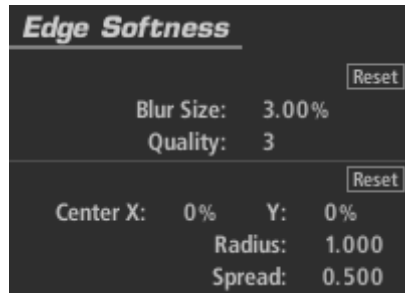 Edge Softness
Reset
Blur Size: 3.00%
Quality: 3
Reset
Center X: 0% Y: 0%
Radius: 1.000
Spread: 0.500